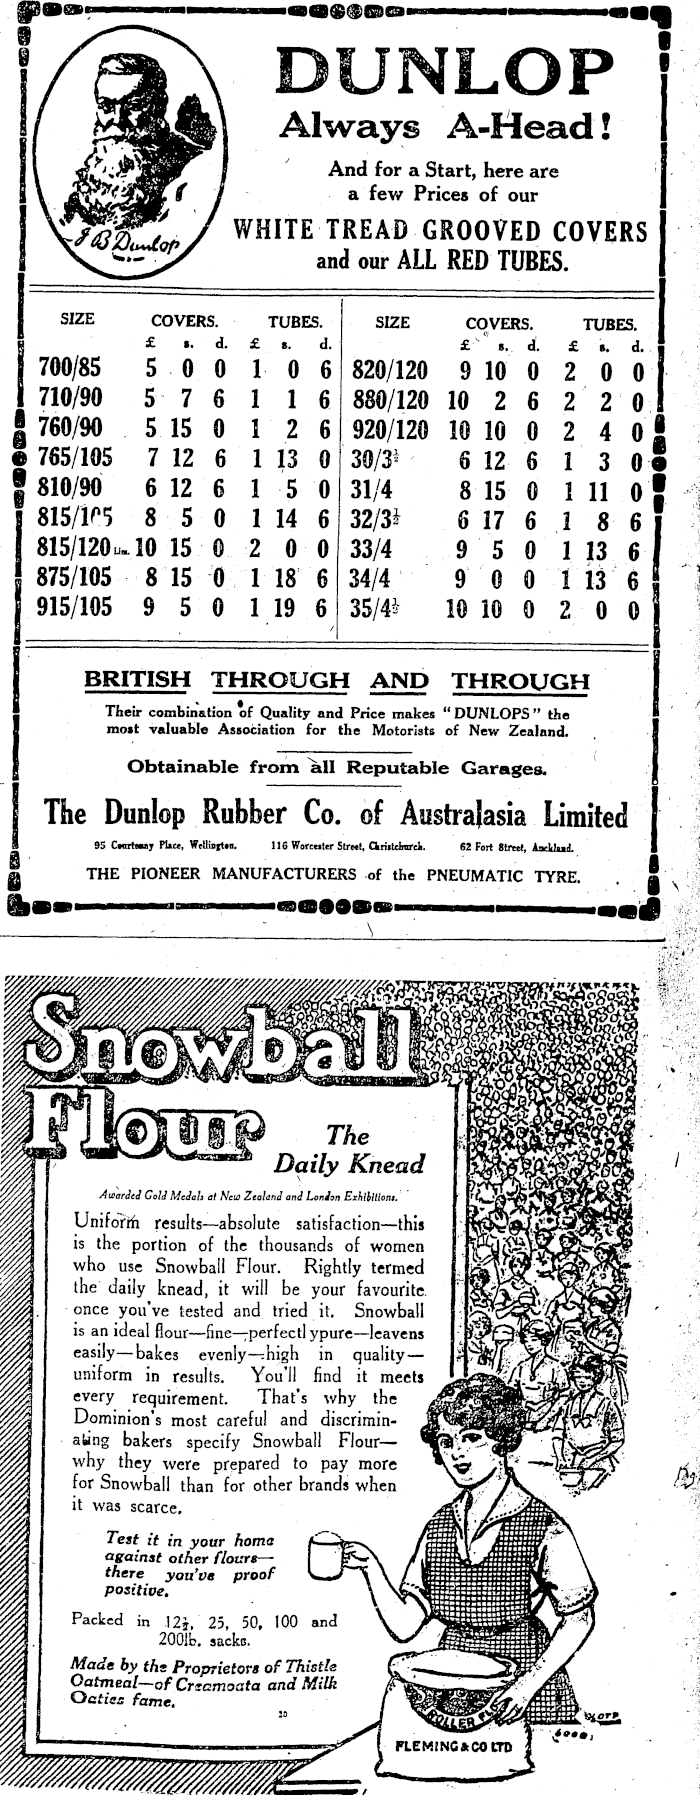 DUNLOP
Always A-Head!
And for a Start, here are
a few Prices of our
WHITE TREAD GROOVED COVERS
and our ALL RED TUBES.
J B Dunlop
SIZE COVERS. TUBES. SIZE COVERS. TUBES.
£ s. d. £ s. d. £ s. d. £ s. d.
700/85 5 0 0 1 0 6 820/120 9 10 0 2 0 0
710/90 5 7 6 1 1 6 880/120 10 2 6 2 2 0
760/90 5 15 0 1 2 6 920/120 10 10 0 2 4 0
765/105 7 12 6 1 13 0 30/3½ 6 12 6 1 3 0
810/90 6 12 6 1 5 0 31/4 8 15 0 1 11 0
815/105 8 5 0 1 14 6 32/3½ 6 17 6 1 8 6
815/120 Lim. 10 15 0 2 0 0 33/4 9 5 0 1 13 6
875/105 8 15 0 1 18 6 34/4 9 0 0 1 13 6
915/105 9 5 0 1 19 6 35/4½ 10 10 0 2 0 0
BRITISH THROUGH AND THROUGH
Their combination of Quality and Price makes "DUNLOPS" the
most valuable Association for the Motorists of New Zealand.
Obtainable from all Reputable Garages.
The Dunlop Rubber Co. of Australasia Limited
95 Courtenay Place, Wellington. 116 Worcester Street, Christchurch. 62 Fort Street, Auckland.
THE PIONEER MANUFACTURERS of the PNEUMATIC TYRE.
Snowball
Flour
The
Daily Knead
Awarded Gold Medals at New Zealand and London Exhibitions.
Uniform results—absolute satisfaction—this
is the portion of the thousands of women
who use Snowball Flour. Rightly termed
the daily knead, it will be your favourite
once you've tested and tried it. Snowball
is an ideal flour—fine—perfectl ypure—leavens
easily—bakes evenly—high in quality—
uniform in results. You'll find it meets
every requirement. That's why the
Dominion's most careful and discrimin-
ating bakers specify Snowball Flour—
why they were prepared to pay more
for Snowball than for other brands when
it was scarce.
Test it in your home
against other flours—
there you've proof
positive.
Packed in 12½, 25, 50, 100 and
200lb. sacks.
Made by the Proprietors of Thistle
Oatmeal—of Creamoata and Milk
Oaties fame.
20
ROLLER
FLEMING & CO LTD